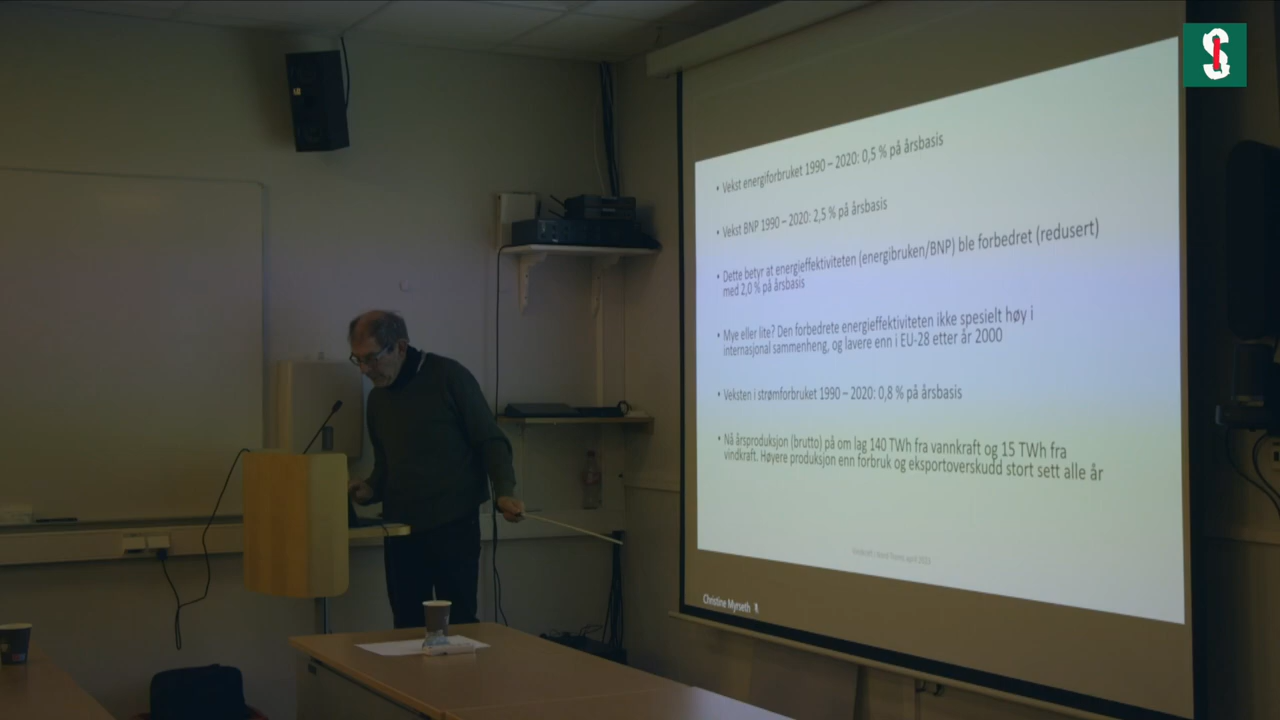 • Vekst energiforbruket 1990 – 2020: 0,5 % på årsbasis
• Vekst BNP 1990 – 2020: 2,5 % på årsbasis
• Dette betyr at energieffektiviteten (energibruken/BNP) ble forbedret (redusert)
med 2,0 % på årsbasis
• Mye eller lite? Den forbedrete energieffektiviteten ikke spesielt høy i
internasjonal sammenheng, og lavere enn i EU-28 etter år 2000
• Veksten i strømforbruket 1990 – 2020: 0,8 % på årsbasis
• Nå årsproduksjon (brutto) på om lag 140 TWh fra vannkraft og 15 TWh fra
vindkraft. Høyere produksjon enn forbruk og eksportoverskudd stort sett alle år
Christine Myrseth